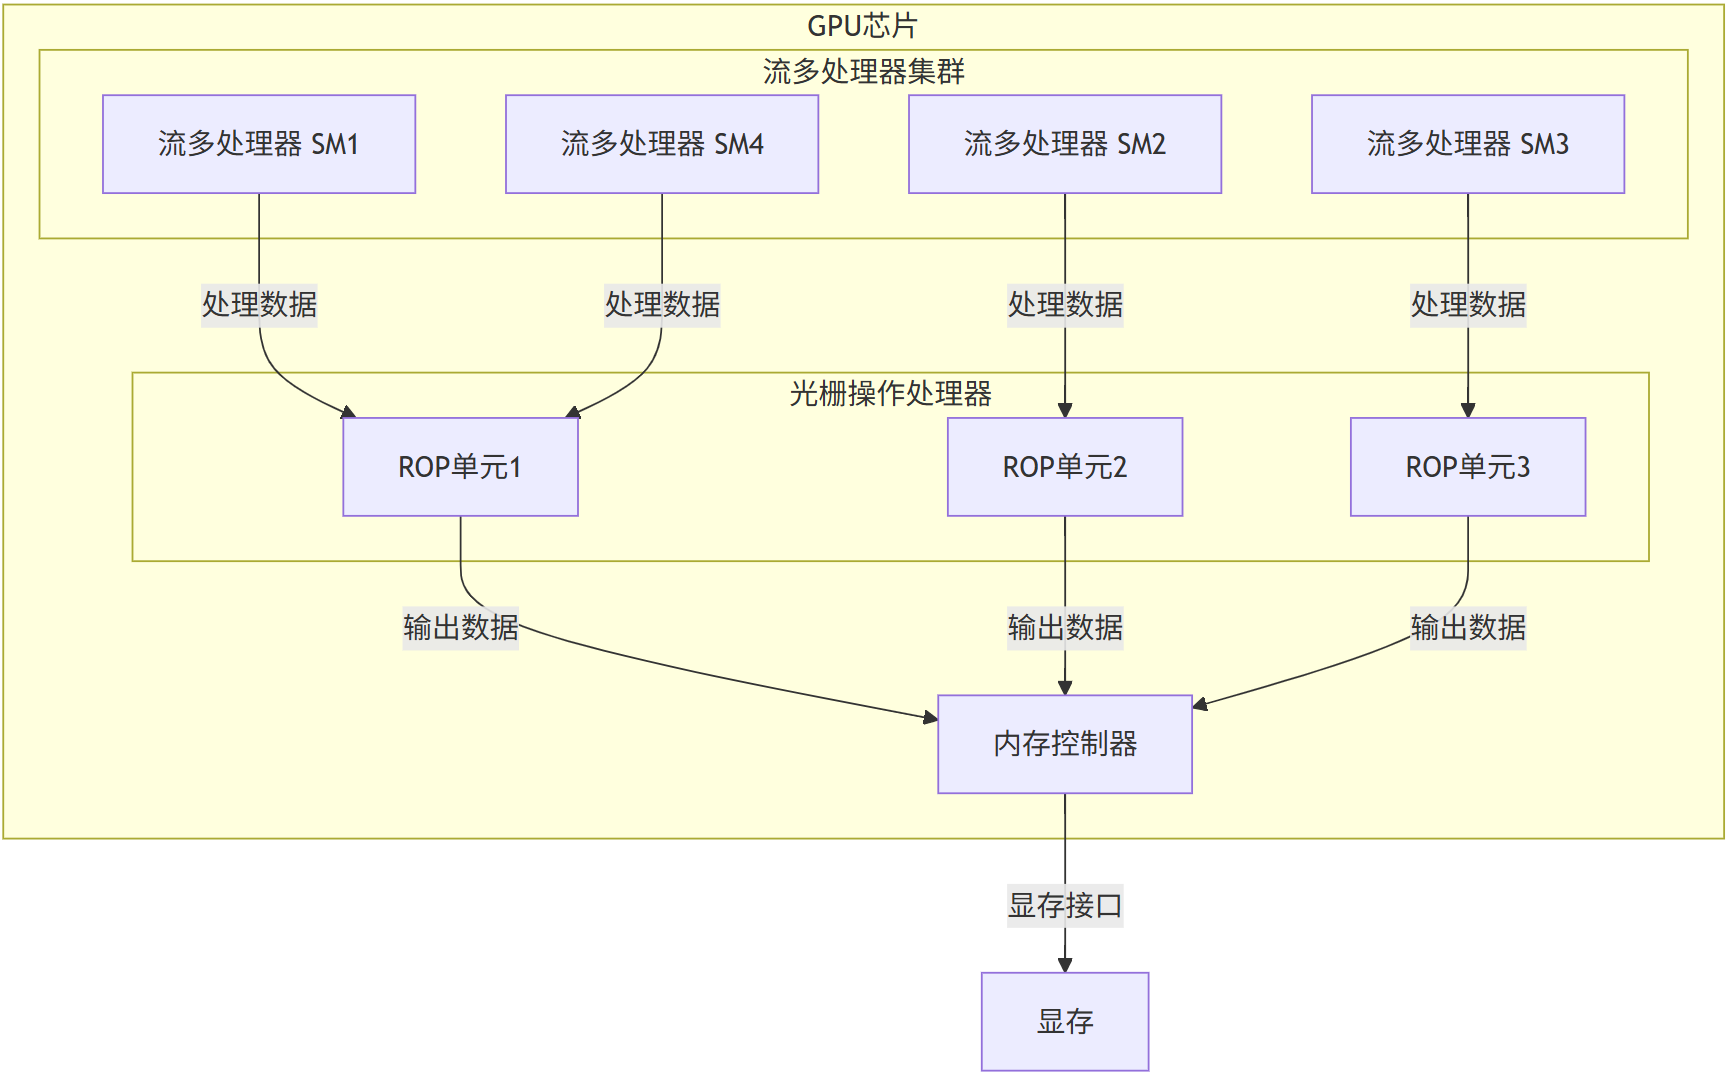 GPU芯片
流多处理器集群
流多处理器 SM1
流多处理器 SM4
流多处理器 SM2
流多处理器 SM3
处理数据
处理数据
处理数据
处理数据
光栅操作处理器
ROP单元1
ROP单元2
ROP单元3
输出数据
输出数据
输出数据
内存控制器
显存接口
显存